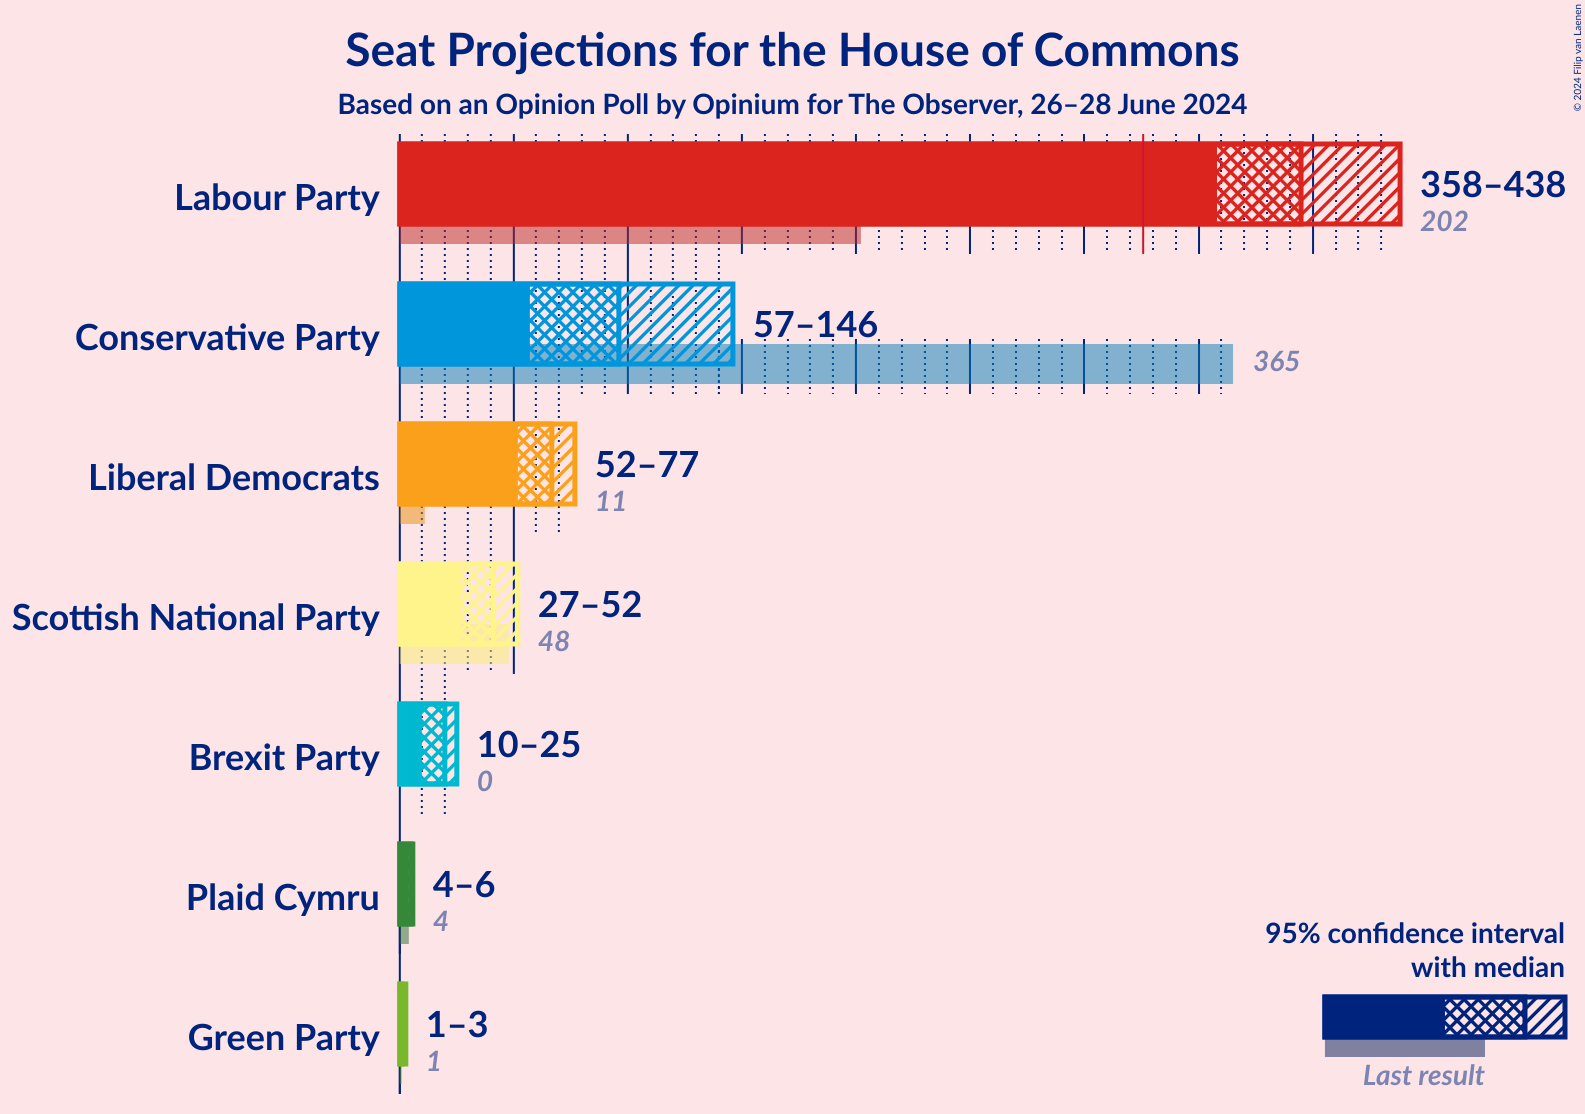 Seat Projections for the House of Commons
Based on an Opinion Poll by Opinium for The Observer, 26–28 June 2024
© 2024 Filip van Laenen
Labour Party
358–438
202
Conservative Party
57–146
365
Liberal Democrats
52–77
11
Scottish National Party
27–52
48
Brexit Party
10–25
0
Plaid Cymru
4–6
4
Green Party
1–3
1
95% confidence interval
with median
Last result